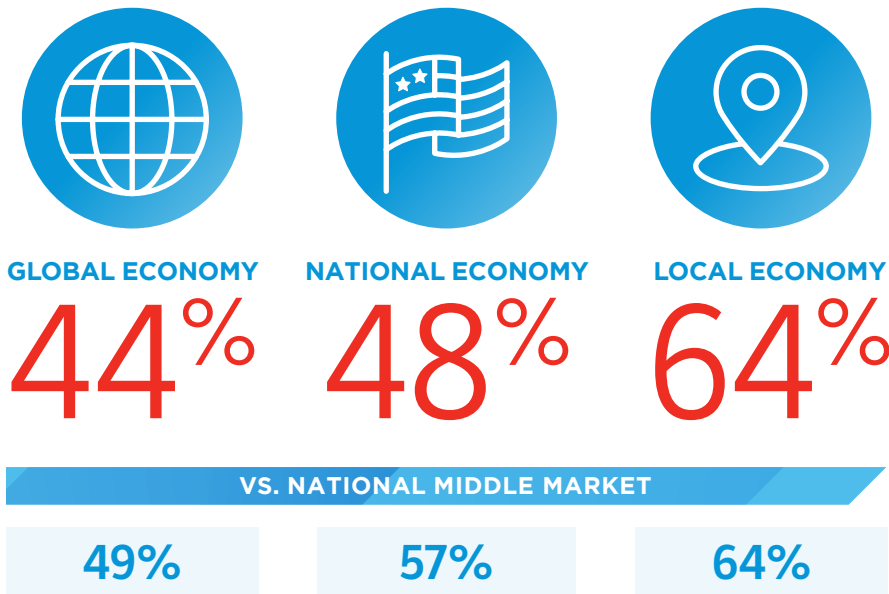 GLOBAL ECONOMY NATIONAL ECONOMY LOCAL ECONOMY
44% 48% 64%
VS. NATIONAL MIDDLE MARKET
49% 57% 64%